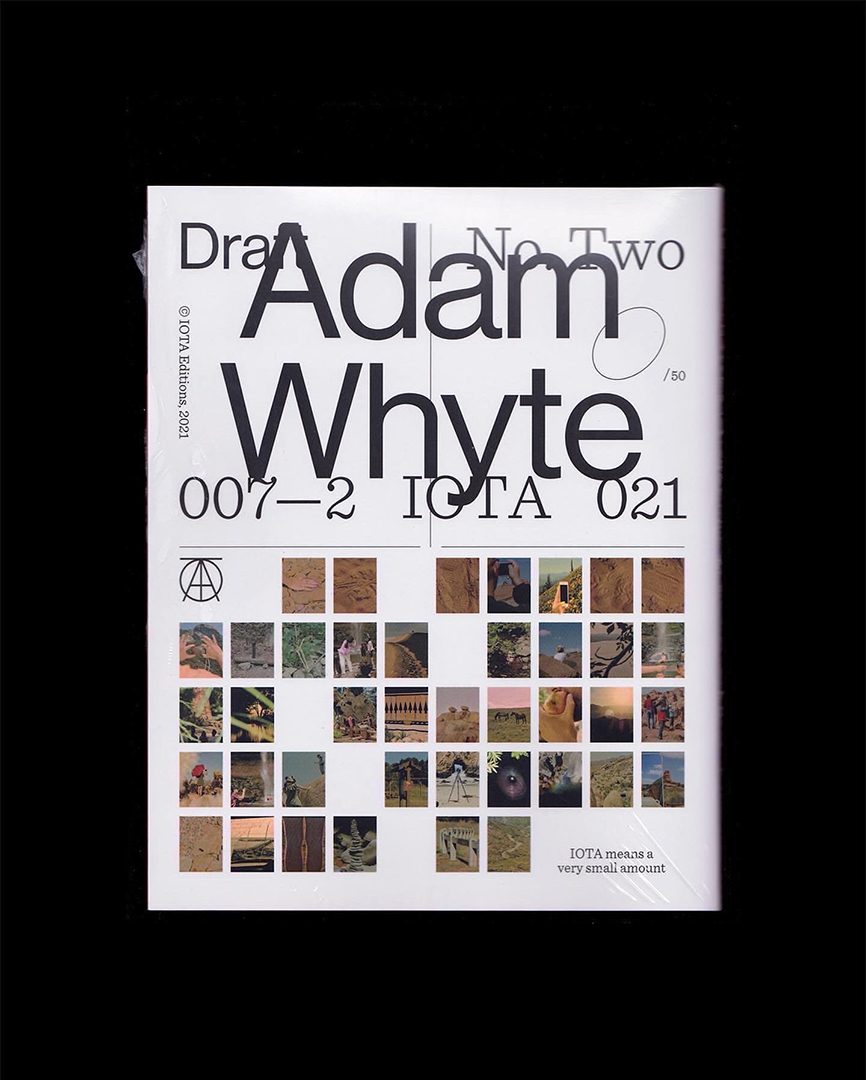 Draft
No. Two
Adam
Whyte
© IOTA Editions, 2021
/50
007—2 IOTA 021
IOTA means a
very small amount